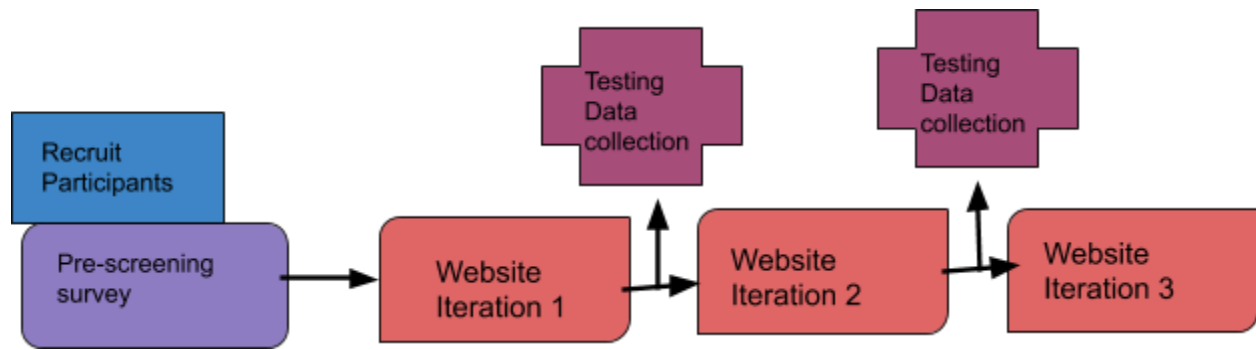 Recruit
Participants
Pre-screening
survey
Website
Iteration 1
Testing
Data
collection
Website
Iteration 2
Testing
Data
collection
Website
Iteration 3